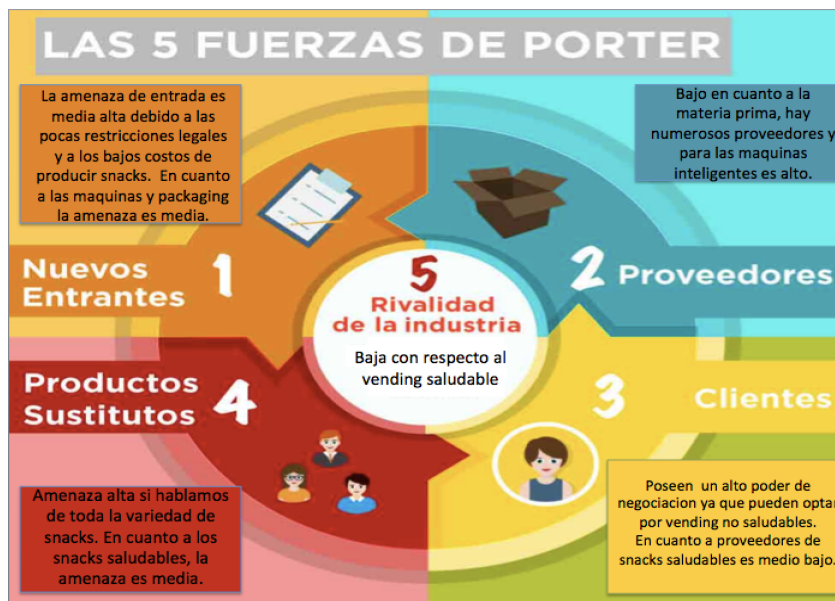 LAS 5 FUERZAS DE PORTER
La amenaza de entrada es
media alta debido a las
pocas restricciones legales
y a los bajos costos de
producir snacks. En cuanto
a las maquinas y packaging
la amenaza es media.
Bajo en cuanto a la
materia prima, hay
numerosos proveedores y
para las maquinas
inteligentes es alto.
Nuevos
Entrantes
1
2
Proveedores
5
Rivalidad
de la industria
Baja con respecto al
vending saludable
Productos
Sustitutos
4
3
Clientes
Amenaza alta si hablamos
de toda la variedad de
snacks. En cuanto a los
snacks saludables, la
amenaza es media.
Poseen un alto poder de
negociacion ya que pueden optar
por vending no saludables.
En cuanto a proveedores de
snacks saludables es medio bajo.